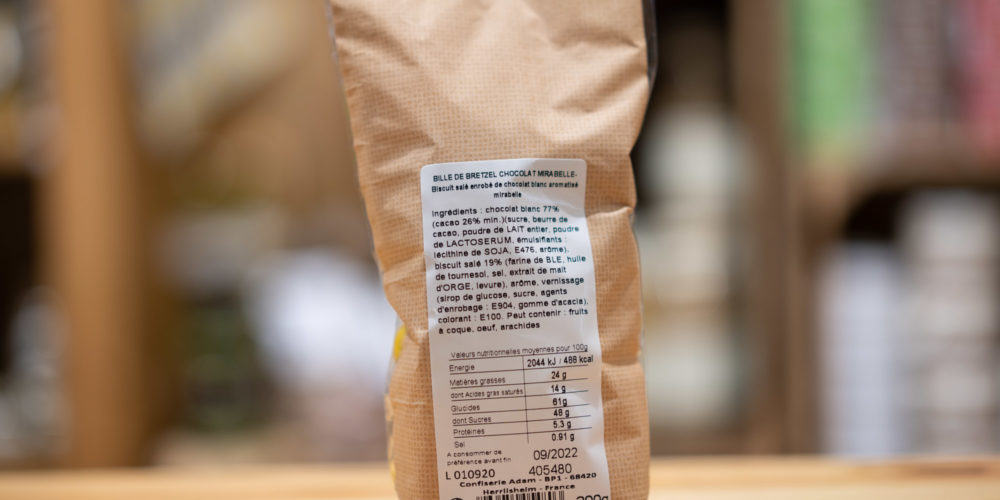 BILLE DE BRETZEL CHOCOLAT MIRABELLE-
Biscuit salé enrobé de chocolat blanc aromatisé
mirabelle
Ingrédients : chocolat blanc 77%
(cacao 26% min.)(sucre, beurre de
cacao, poudre de LAIT entier, poudre
de LACTOSERUM, émulsifiants :
lécithine de SOJA, E476, arôme),
biscuit salé 19% (farine de BLE, huile
de tournesol, sel, extrait de malt
d'ORGE, levure), arôme, vernissage
(sirop de glucose, sucre, agents
d'enrobage : E904, gomme d'acacia),
colorant : E100. Peut contenir : fruits
à coque, oeuf, arachides
Valeurs nutritionnelles moyennes pour 100g
Energie 2044 kJ / 488 kcal
Matières grasses 24 g
dont Acides gras saturés 14 g
Glucides 61g
dont Sucres 48 g
Protéines 5.3 g
Sel 0.91 g
A consommer de
préférence avant fin 09/2022
L 010920 405480
Confiserie Adam - BP1 - 68420
Herrlisheim - France
200g